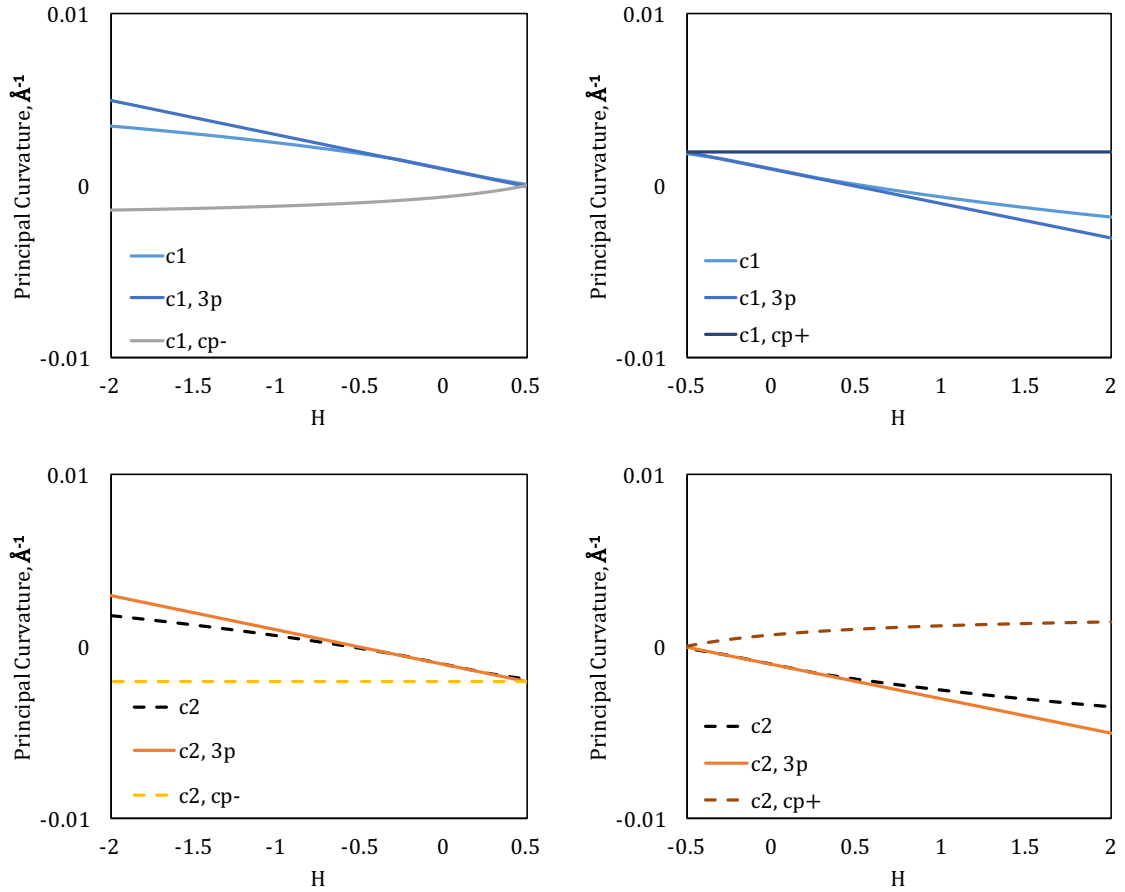 0.01
0
-0.01
Principal Curvature, Å-1
c1
c1, 3p
c1, cp-
-2 -1.5 -1 -0.5 0 0.5
H
0.01
0
-0.01
Principal Curvature, Å-1
c1
c1, 3p
c1, cp+
-0.5 0 0.5 1 1.5 2
H
0.01
0
-0.01
Principal Curvature, Å-1
c2
c2, 3p
c2, cp-
-2 -1.5 -1 -0.5 0 0.5
H
0.01
0
-0.01
Principal Curvature, Å-1
c2
c2, 3p
c2, cp+
-0.5 0 0.5 1 1.5 2
H